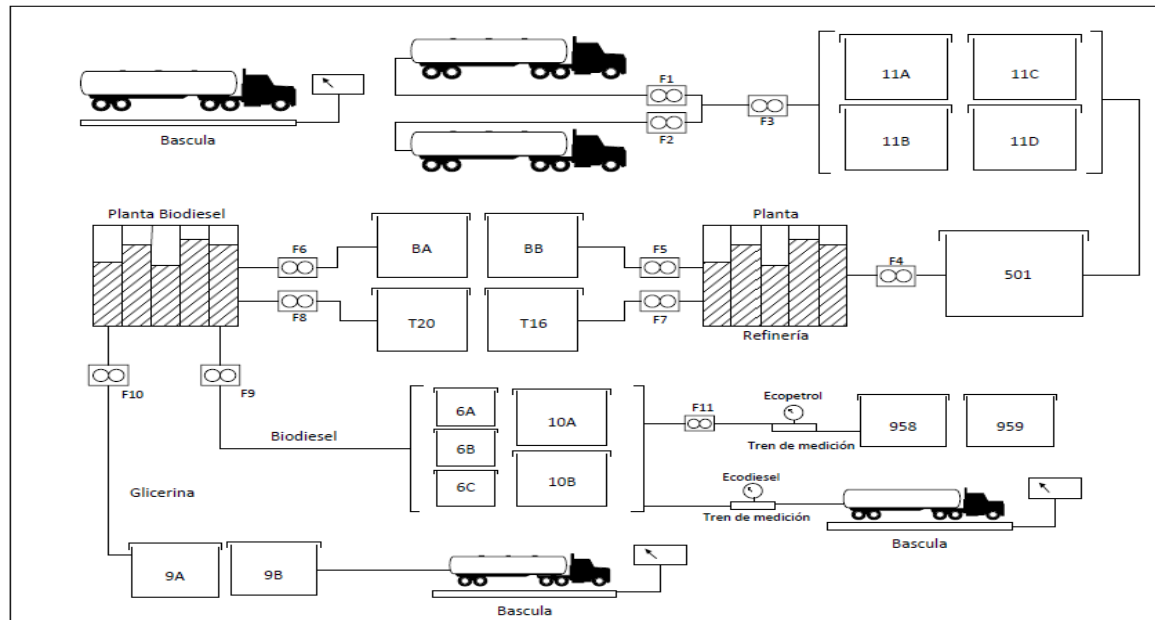 Bascula
F1
F2
F3
11A
11C
11B
11D
Planta Biodiesel
F6
F8
BA
BB
T20
T16
F5
F7
Planta
Refinería
F4
501
F10
F9
Biodiesel
Glicerina
6A
6B
6C
10A
10B
F11
Ecopetrol
Tren de medición
958
959
Ecodiesel
Tren de medición
Bascula
9A
9B
Bascula